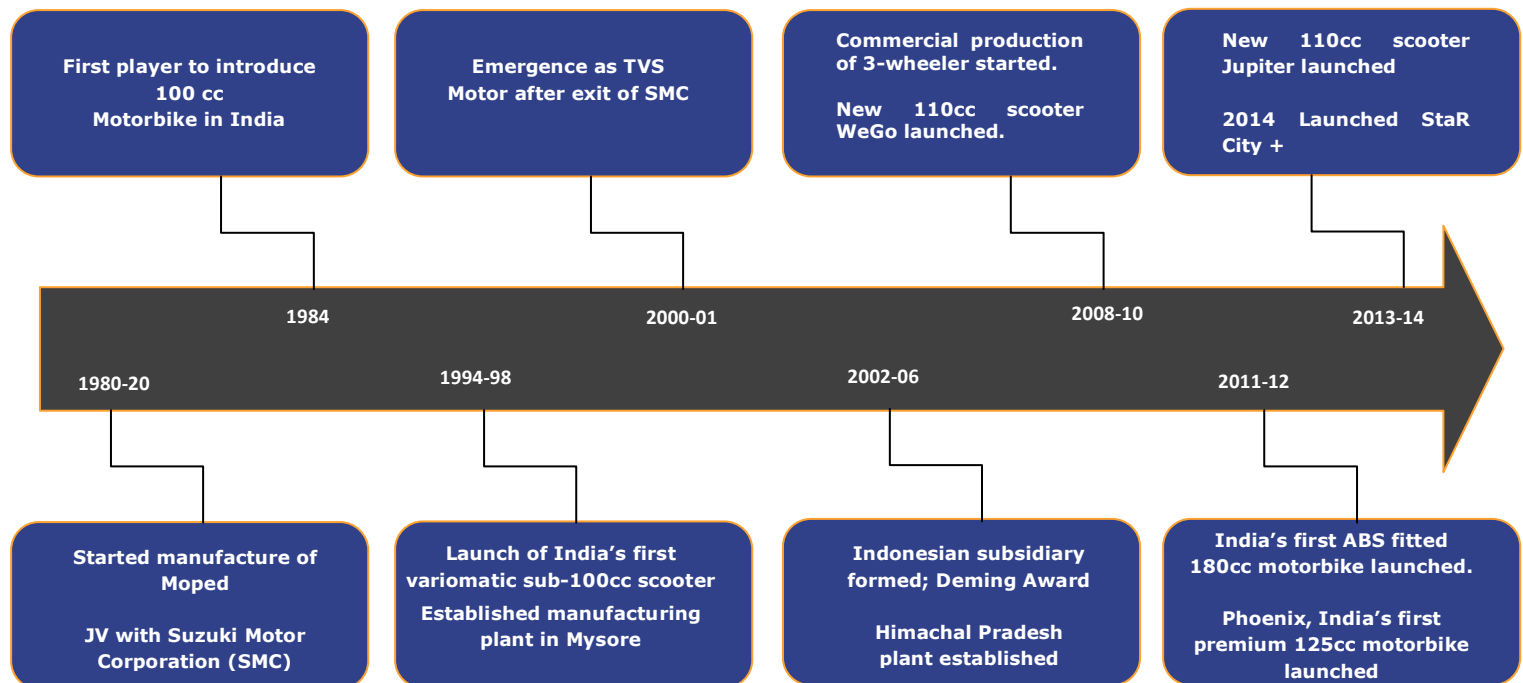 First player to introduce
100 cc
Motorbike in India
Emergence as TVS
Motor after exit of SMC
Commercial production
of 3-wheeler started.
New 110cc scooter
WeGo launched.
New 110cc scooter
Jupiter launched
2014 Launched StaR
City +
1984
2000-01
2008-10
2013-14
1980-20
1994-98
2002-06
2011-12
Started manufacture of
Moped
JV with Suzuki Motor
Corporation (SMC)
Launch of India’s first
variomatic sub-100cc scooter
Established manufacturing
plant in Mysore
Indonesian subsidiary
formed; Deming Award
Himachal Pradesh
plant established
India’s first ABS fitted
180cc motorbike launched.
Phoenix, India’s first
premium 125cc motorbike
launched